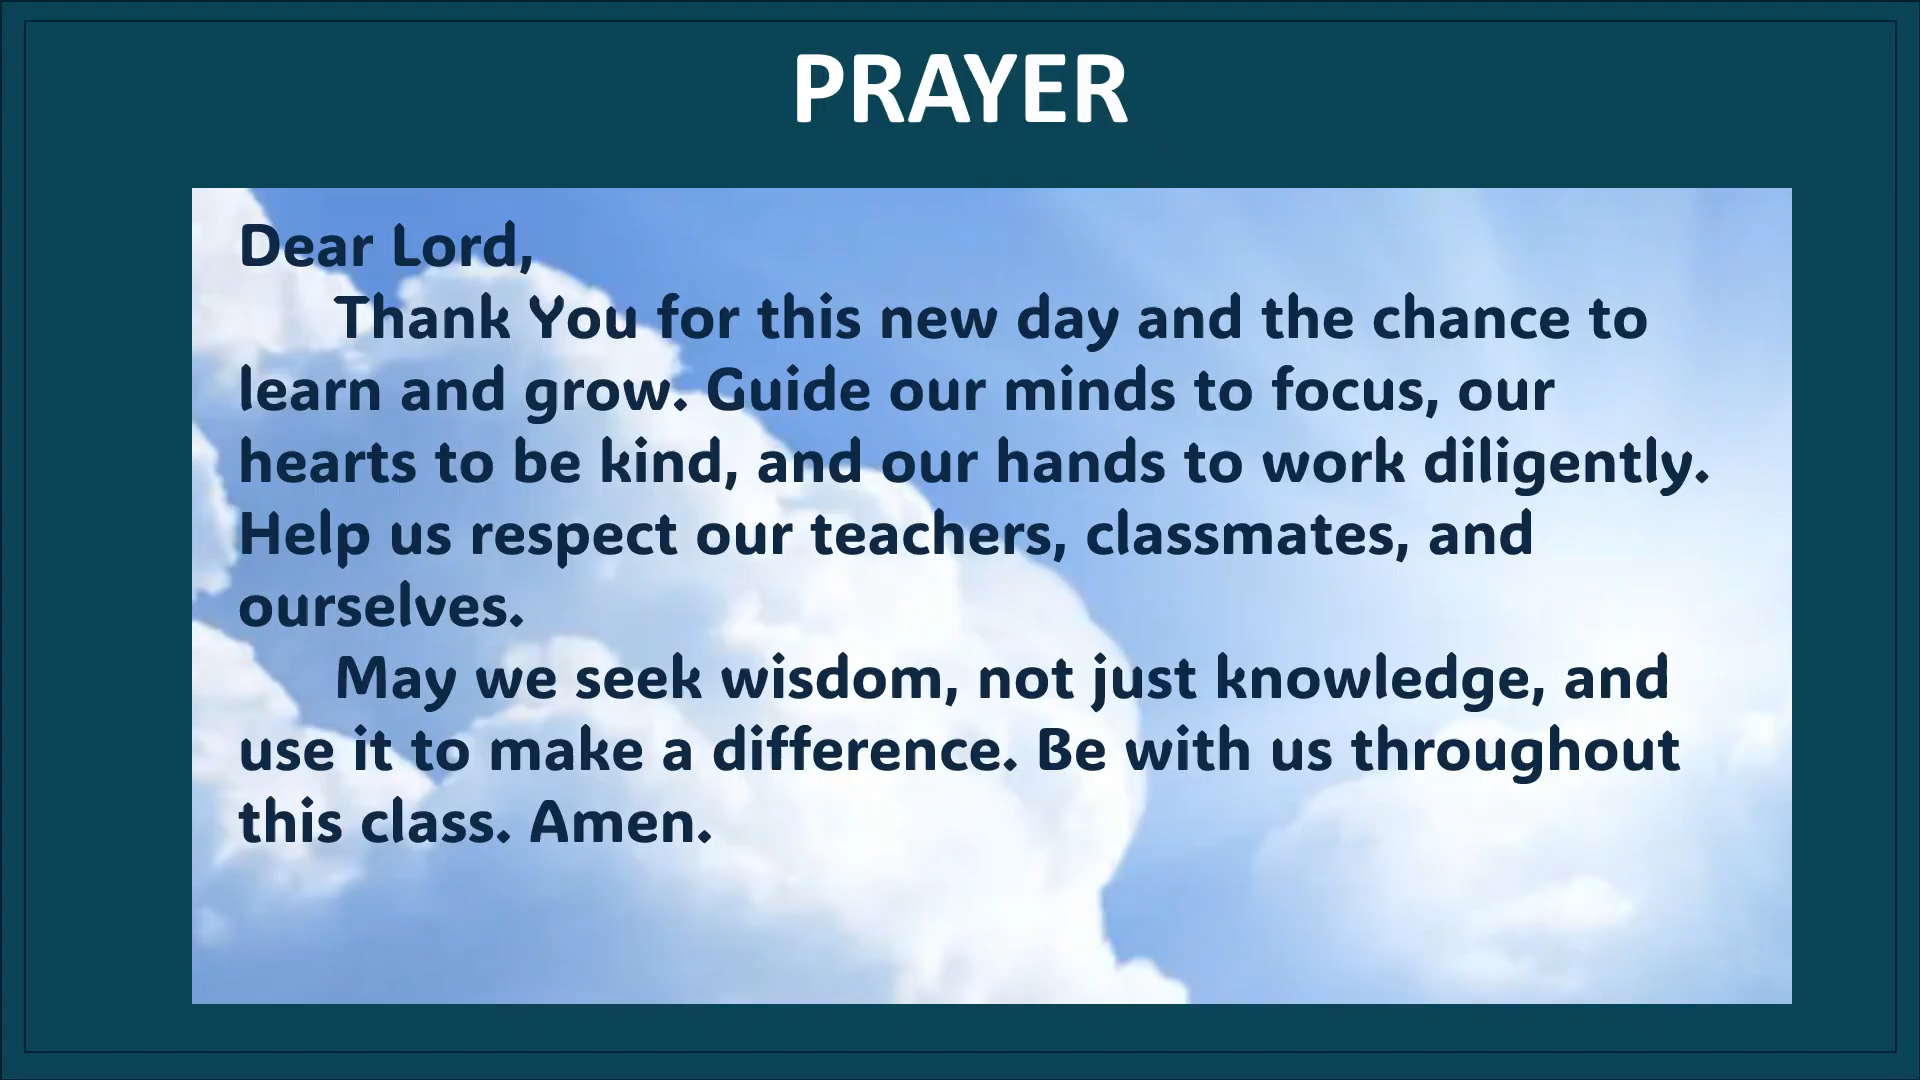 PRAYER
Dear Lord,
Thank You for this new day and the chance to
learn and grow. Guide our minds to focus, our
hearts to be kind, and our hands to work diligently.
Help us respect our teachers, classmates, and
ourselves.
May we seek wisdom, not just knowledge, and
use it to make a difference. Be with us throughout
this class. Amen.